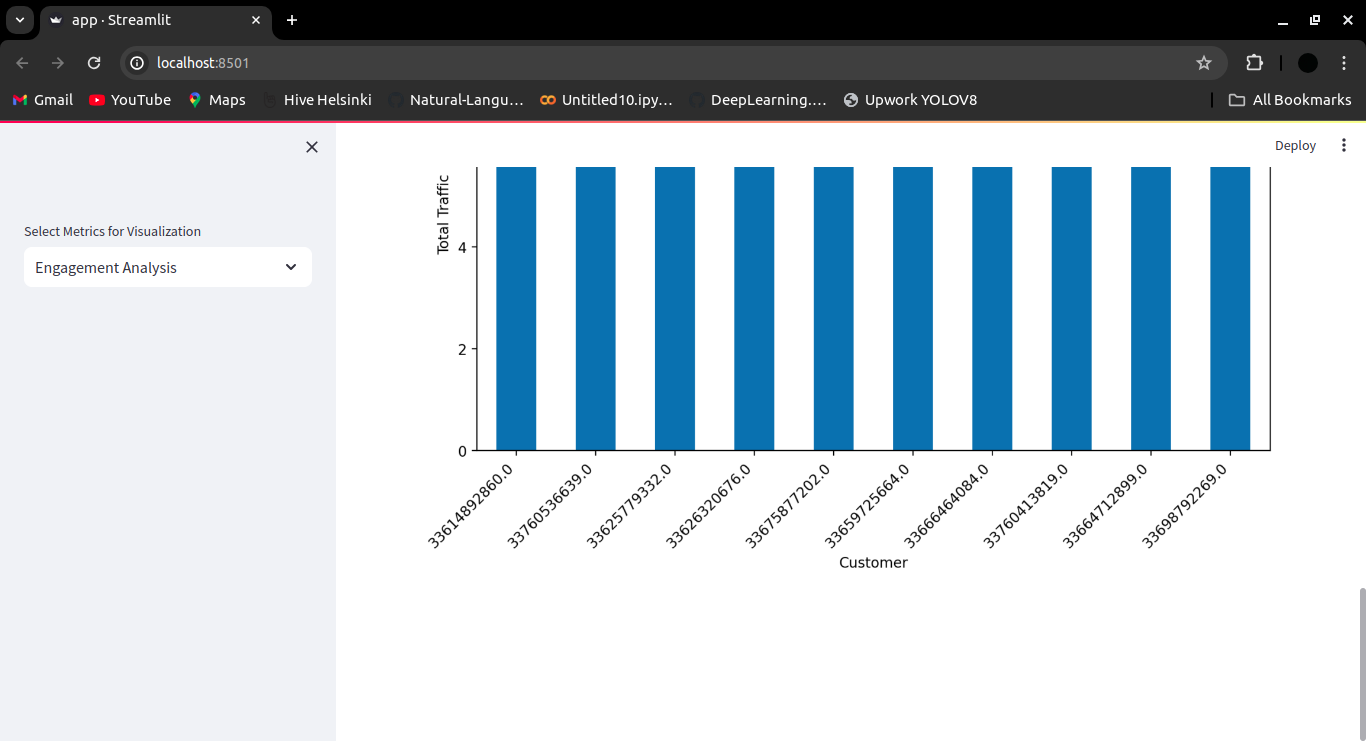 app · Streamlit
localhost:8501
Gmail YouTube Maps Hive Helsinki Natural-Langu... Untitled10.ipy... DeepLearning.... Upwork YOLOV8 All Bookmarks
Deploy
Select Metrics for Visualization
Engagement Analysis
Total Traffic
4
2
0
33614892860.0 33760536639.0 33625779332.0 33626320676.0 33675877202.0 33659725664.0 33666464084.0 33760413819.0 33664712899.0 33698792269.0
Customer